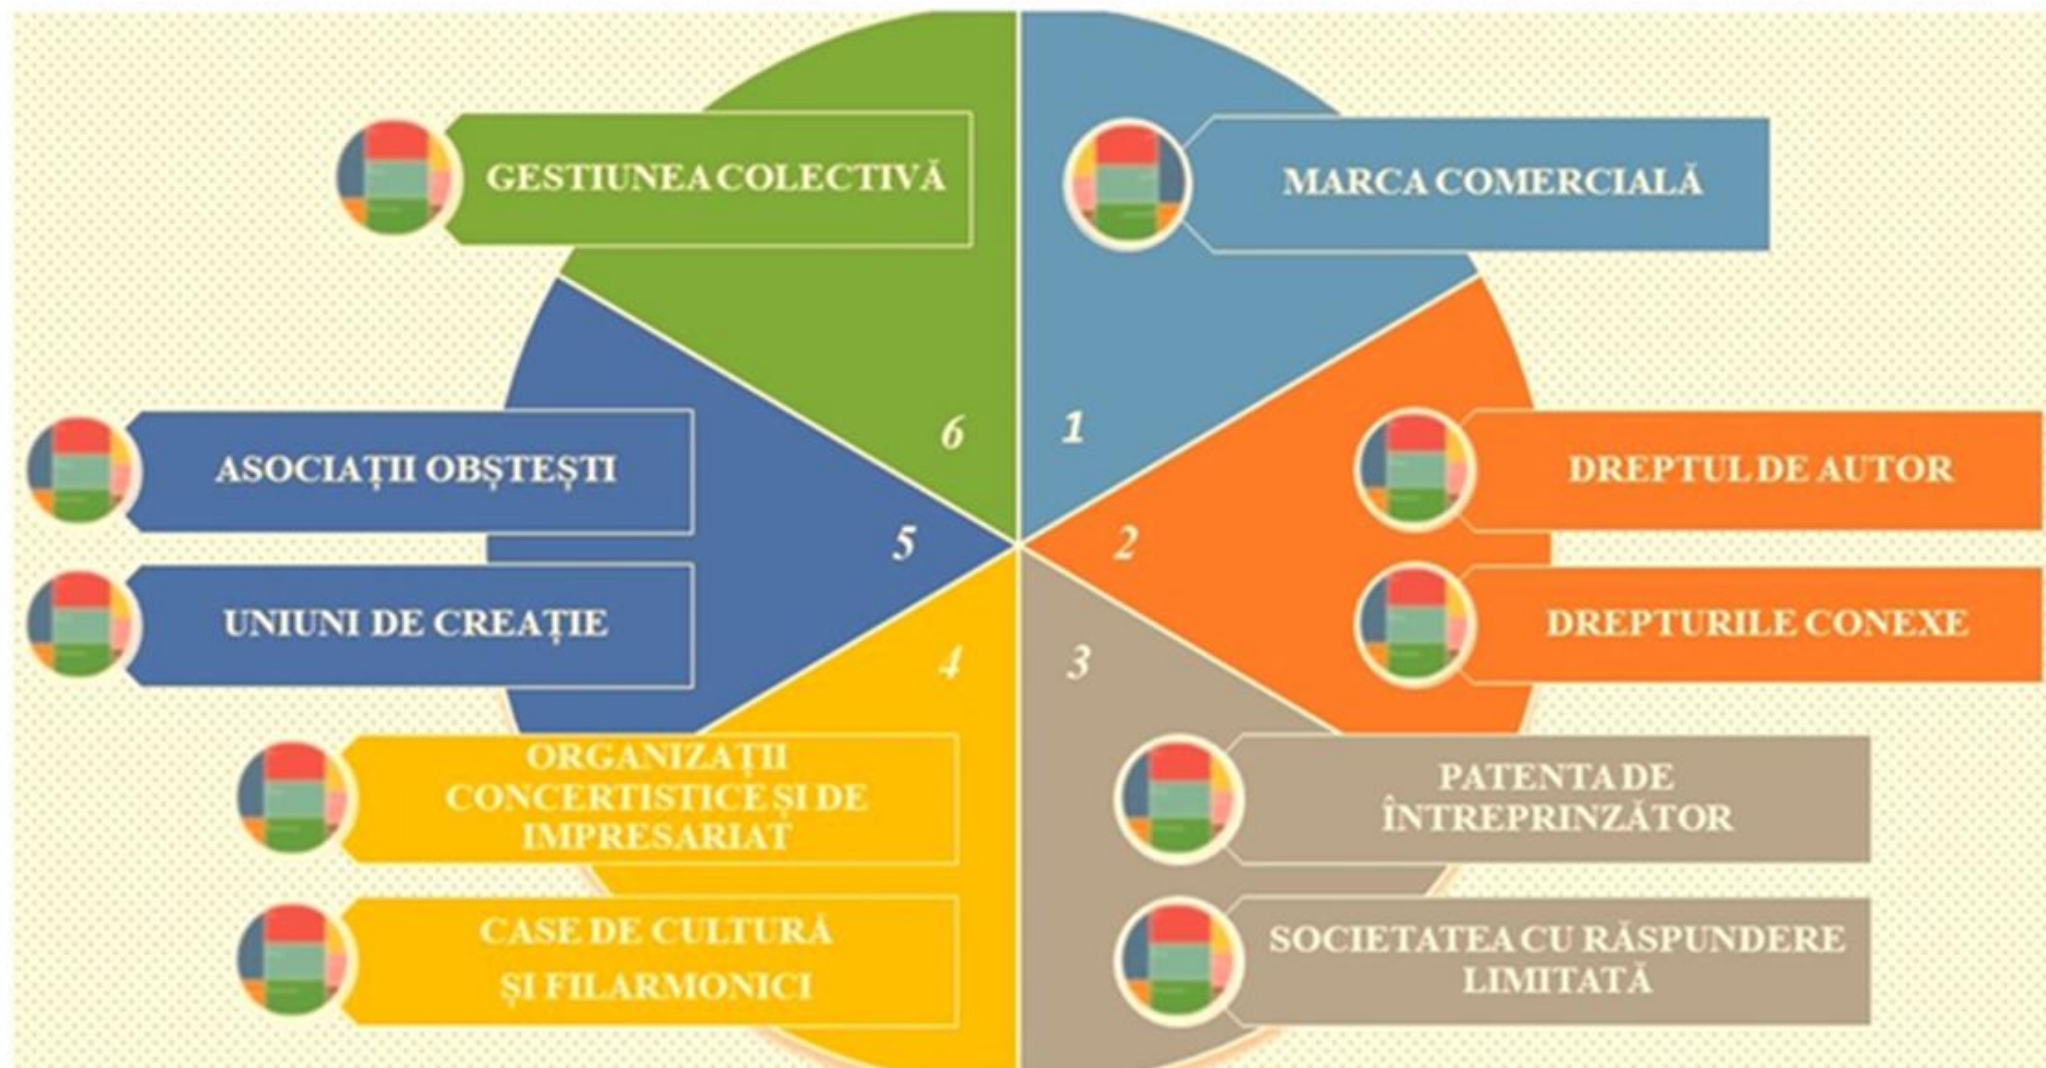 GESTIUNEA COLECTIVĂ
MARCA COMERCIALĂ
6
1
ASOCIAȚII OBȘTEȘTI
DREPTUL DE AUTOR
5
2
UNIUNI DE CREAȚIE
DREPTURILE CONEXE
4
3
ORGANIZAȚII
CONCERTISTICE ȘI DE
IMPRESARIAT
PATENTA DE
ÎNTREPRINZĂTOR
CASE DE CULTURĂ
ȘI FILARMONICI
SOCIETATEA CU RĂSPUNDERE
LIMITATĂ